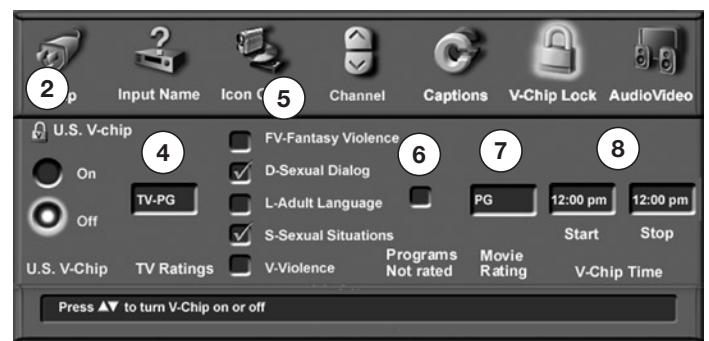 2
5
p
Input Name
Icon
Channel
Captions
V-Chip Lock
AudioVideo
U.S. V-chip
4
FV-Fantasy Violence
6
7
8
On
D-Sexual Dialog
TV-PG
L-Adult Language
PG
12:00 pm
12:00 pm
Off
S-Sexual Situations
Start
Stop
U.S. V-Chip
TV Ratings
V-Violence
Programs
Not rated
Movie
Rating
V-Chip Time
Press ▲▼ to turn V-Chip on or off